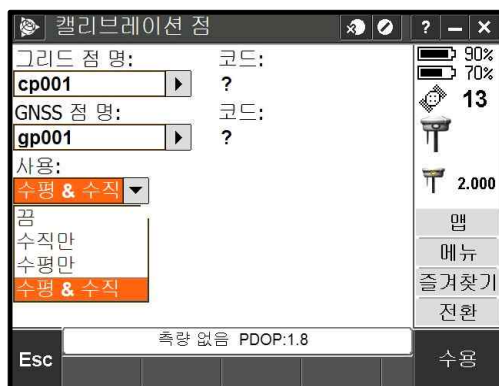 캘리브레이션 점
? – ×
그리드 점 명:
코드:
cp001
?
GNSS 점 명:
코드:
gp001
?
사용:
수평 & 수직
끔
수직만
수평만
수평 & 수직
90%
70%
13
2.000
맵
메뉴
즐겨찾기
전환
측량 없음 PDOP:1.8
Esc
수용